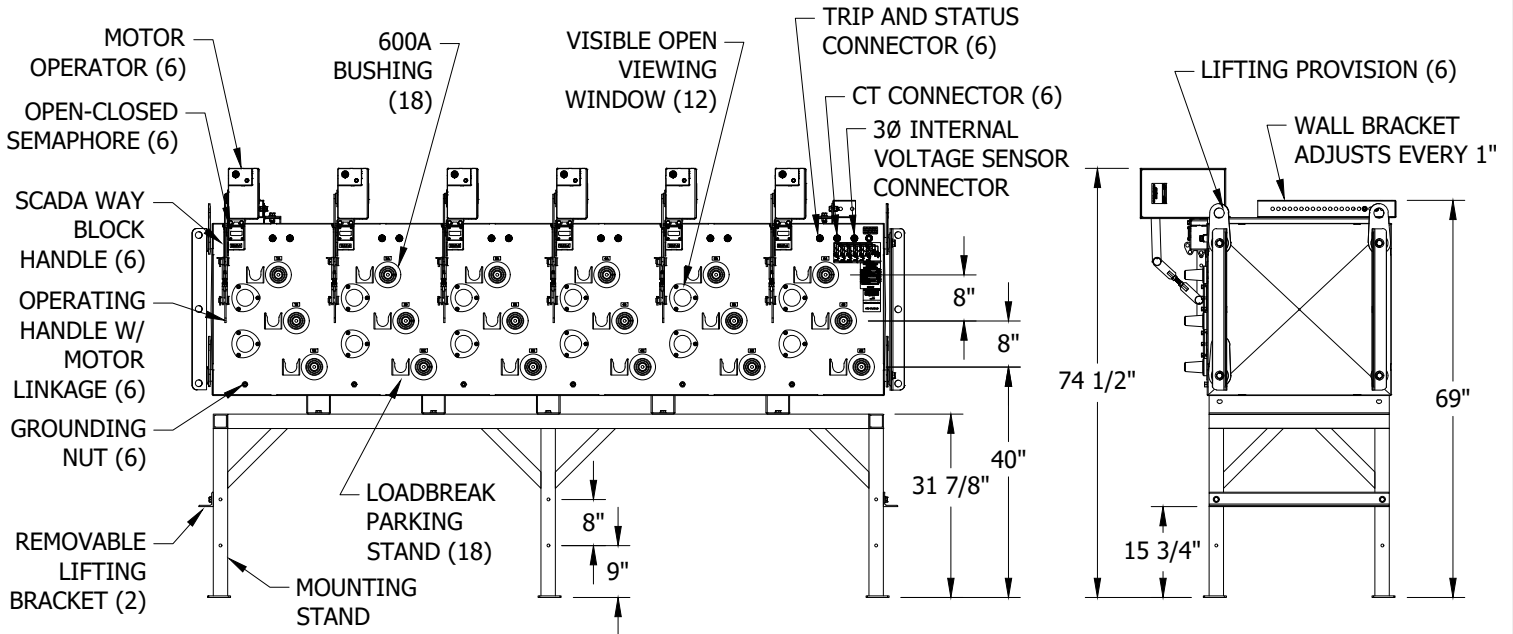 MOTOR
OPERATOR (6)
OPEN-CLOSED
SEMAPHORE (6)
SCADA WAY
BLOCK
HANDLE (6)
OPERATING
HANDLE W/
MOTOR
LINKAGE (6)
GROUNDING
NUT (6)
REMOVABLE
LIFTING
BRACKET (2)
600A
BUSHING
(18)
VISIBLE OPEN
VIEWING
WINDOW (12)
TRIP AND STATUS
CONNECTOR (6)
CT CONNECTOR (6)
3Ø INTERNAL
VOLTAGE SENSOR
CONNECTOR
8"
8"
40"
31 7/8"
8"
9"
LOADBREAK
PARKING
STAND (18)
MOUNTING
STAND
LIFTING PROVISION (6)
WALL BRACKET
ADJUSTS EVERY 1"
74 1/2"
69"
15 3/4"